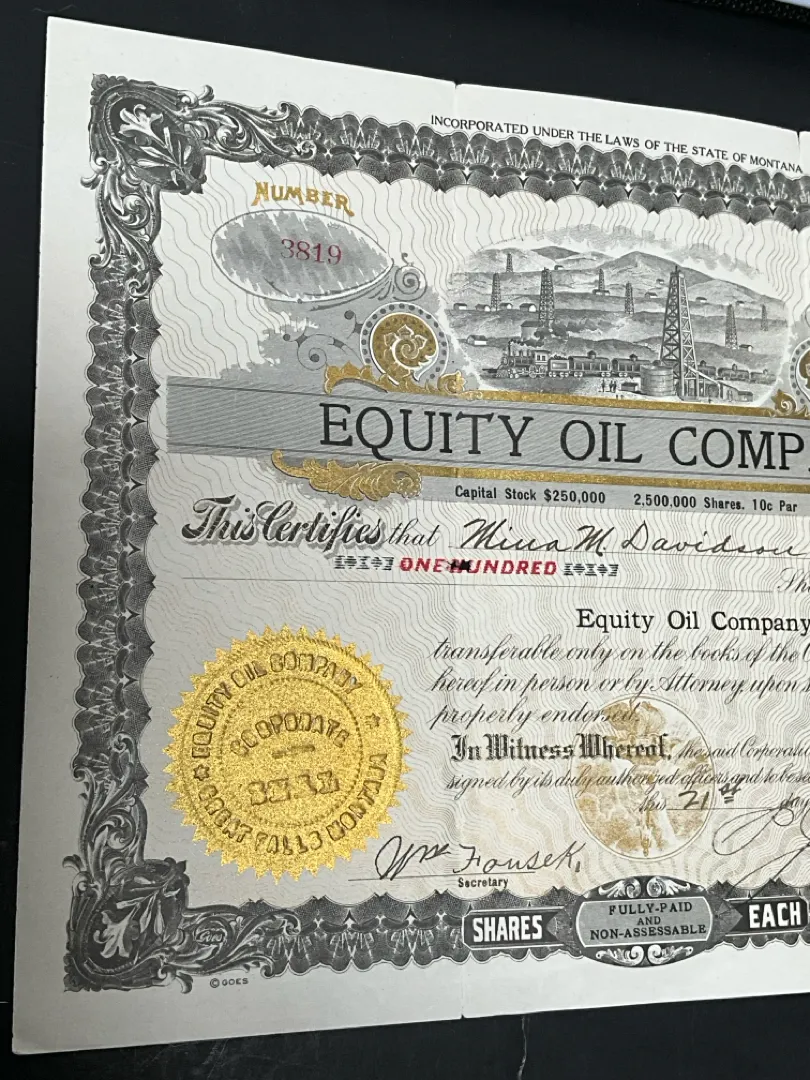 INCORPORATED UNDER THE LAWS OF THE STATE OF MONTANA
NUMBER
3819
EQUITY OIL COMP
Capital Stock $250,000 2,500,000 Shares. 10c Par
This Certifies that Mina M. Davidson
ONE HUNDRED
Sh
Equity Oil Company
transferable only on the books of the
hereof in person or by Attorney upon
properly endorsed.
In Witness Whereof, the said Corporatio
signed by its duly authorized officers and to be
this 21st day
EQUITY OIL COMPANY
CORPORATE
SEAL
GREAT FALLS MONTANA
Wm Fousek,
Secretary
SHARES
FULLY-PAID
AND
NON-ASSESSABLE
EACH
GOES
© GOES